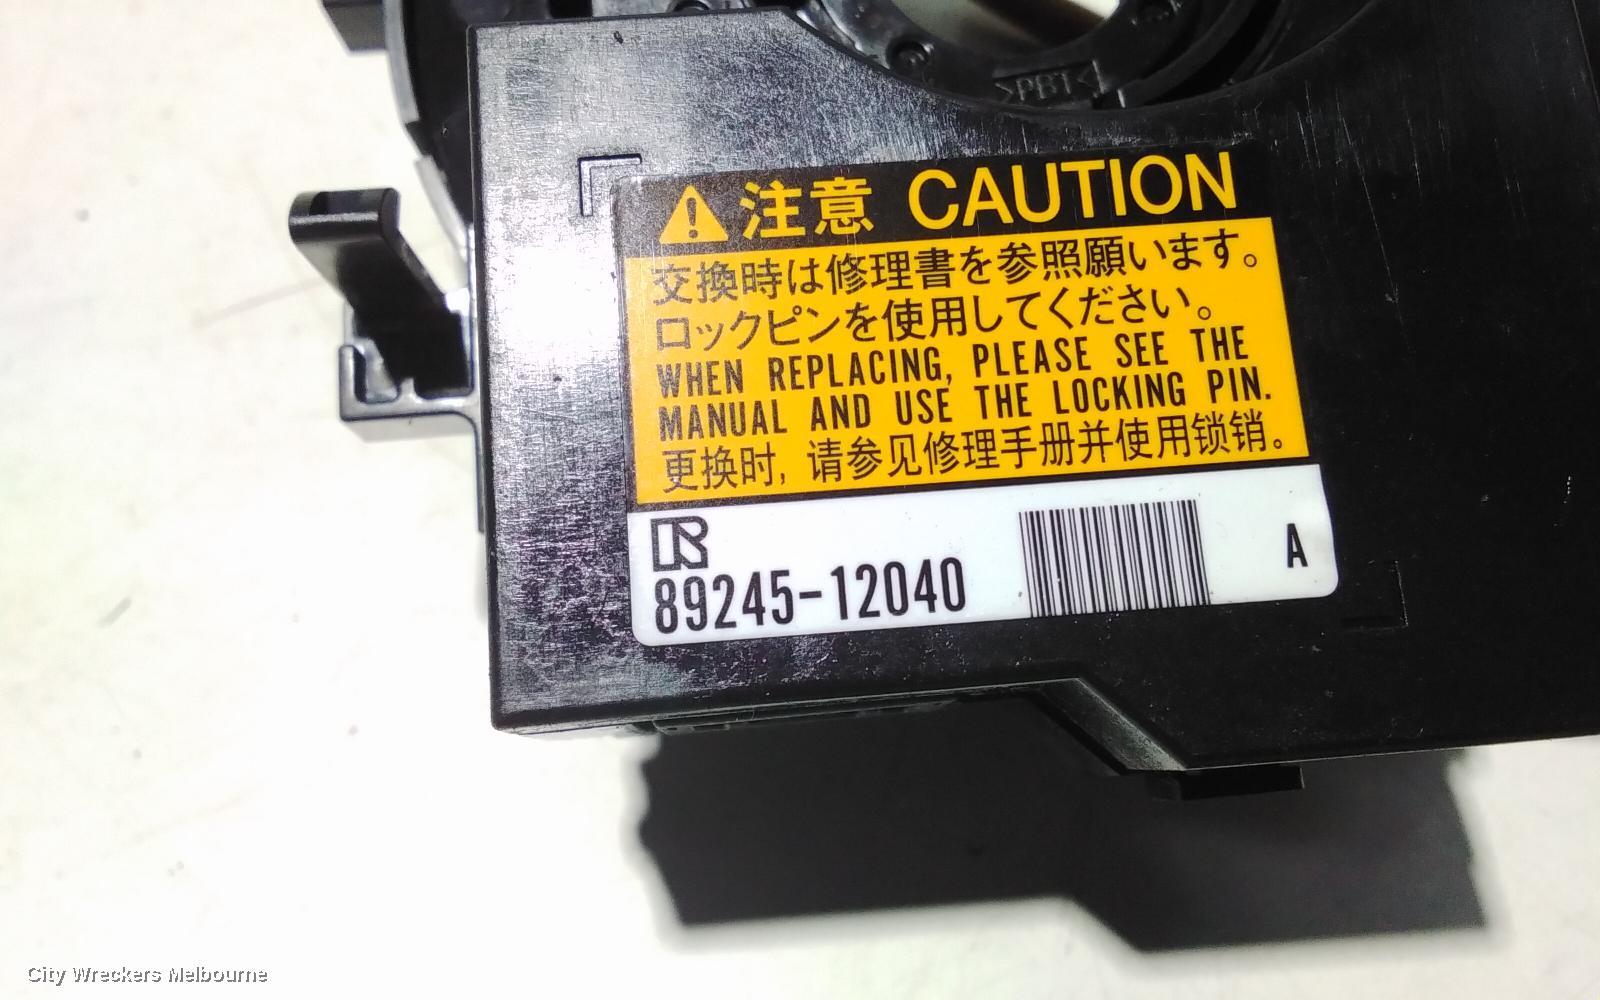 >PBT<
注意 CAUTION
交換時は修理書を参照願います。
ロックピンを使用してください。
WHEN REPLACING, PLEASE SEE THE
MANUAL AND USE THE LOCKING PIN.
更换时, 请参见修理手册并使用锁销。
89245-12040
A
City Wreckers Melbourne